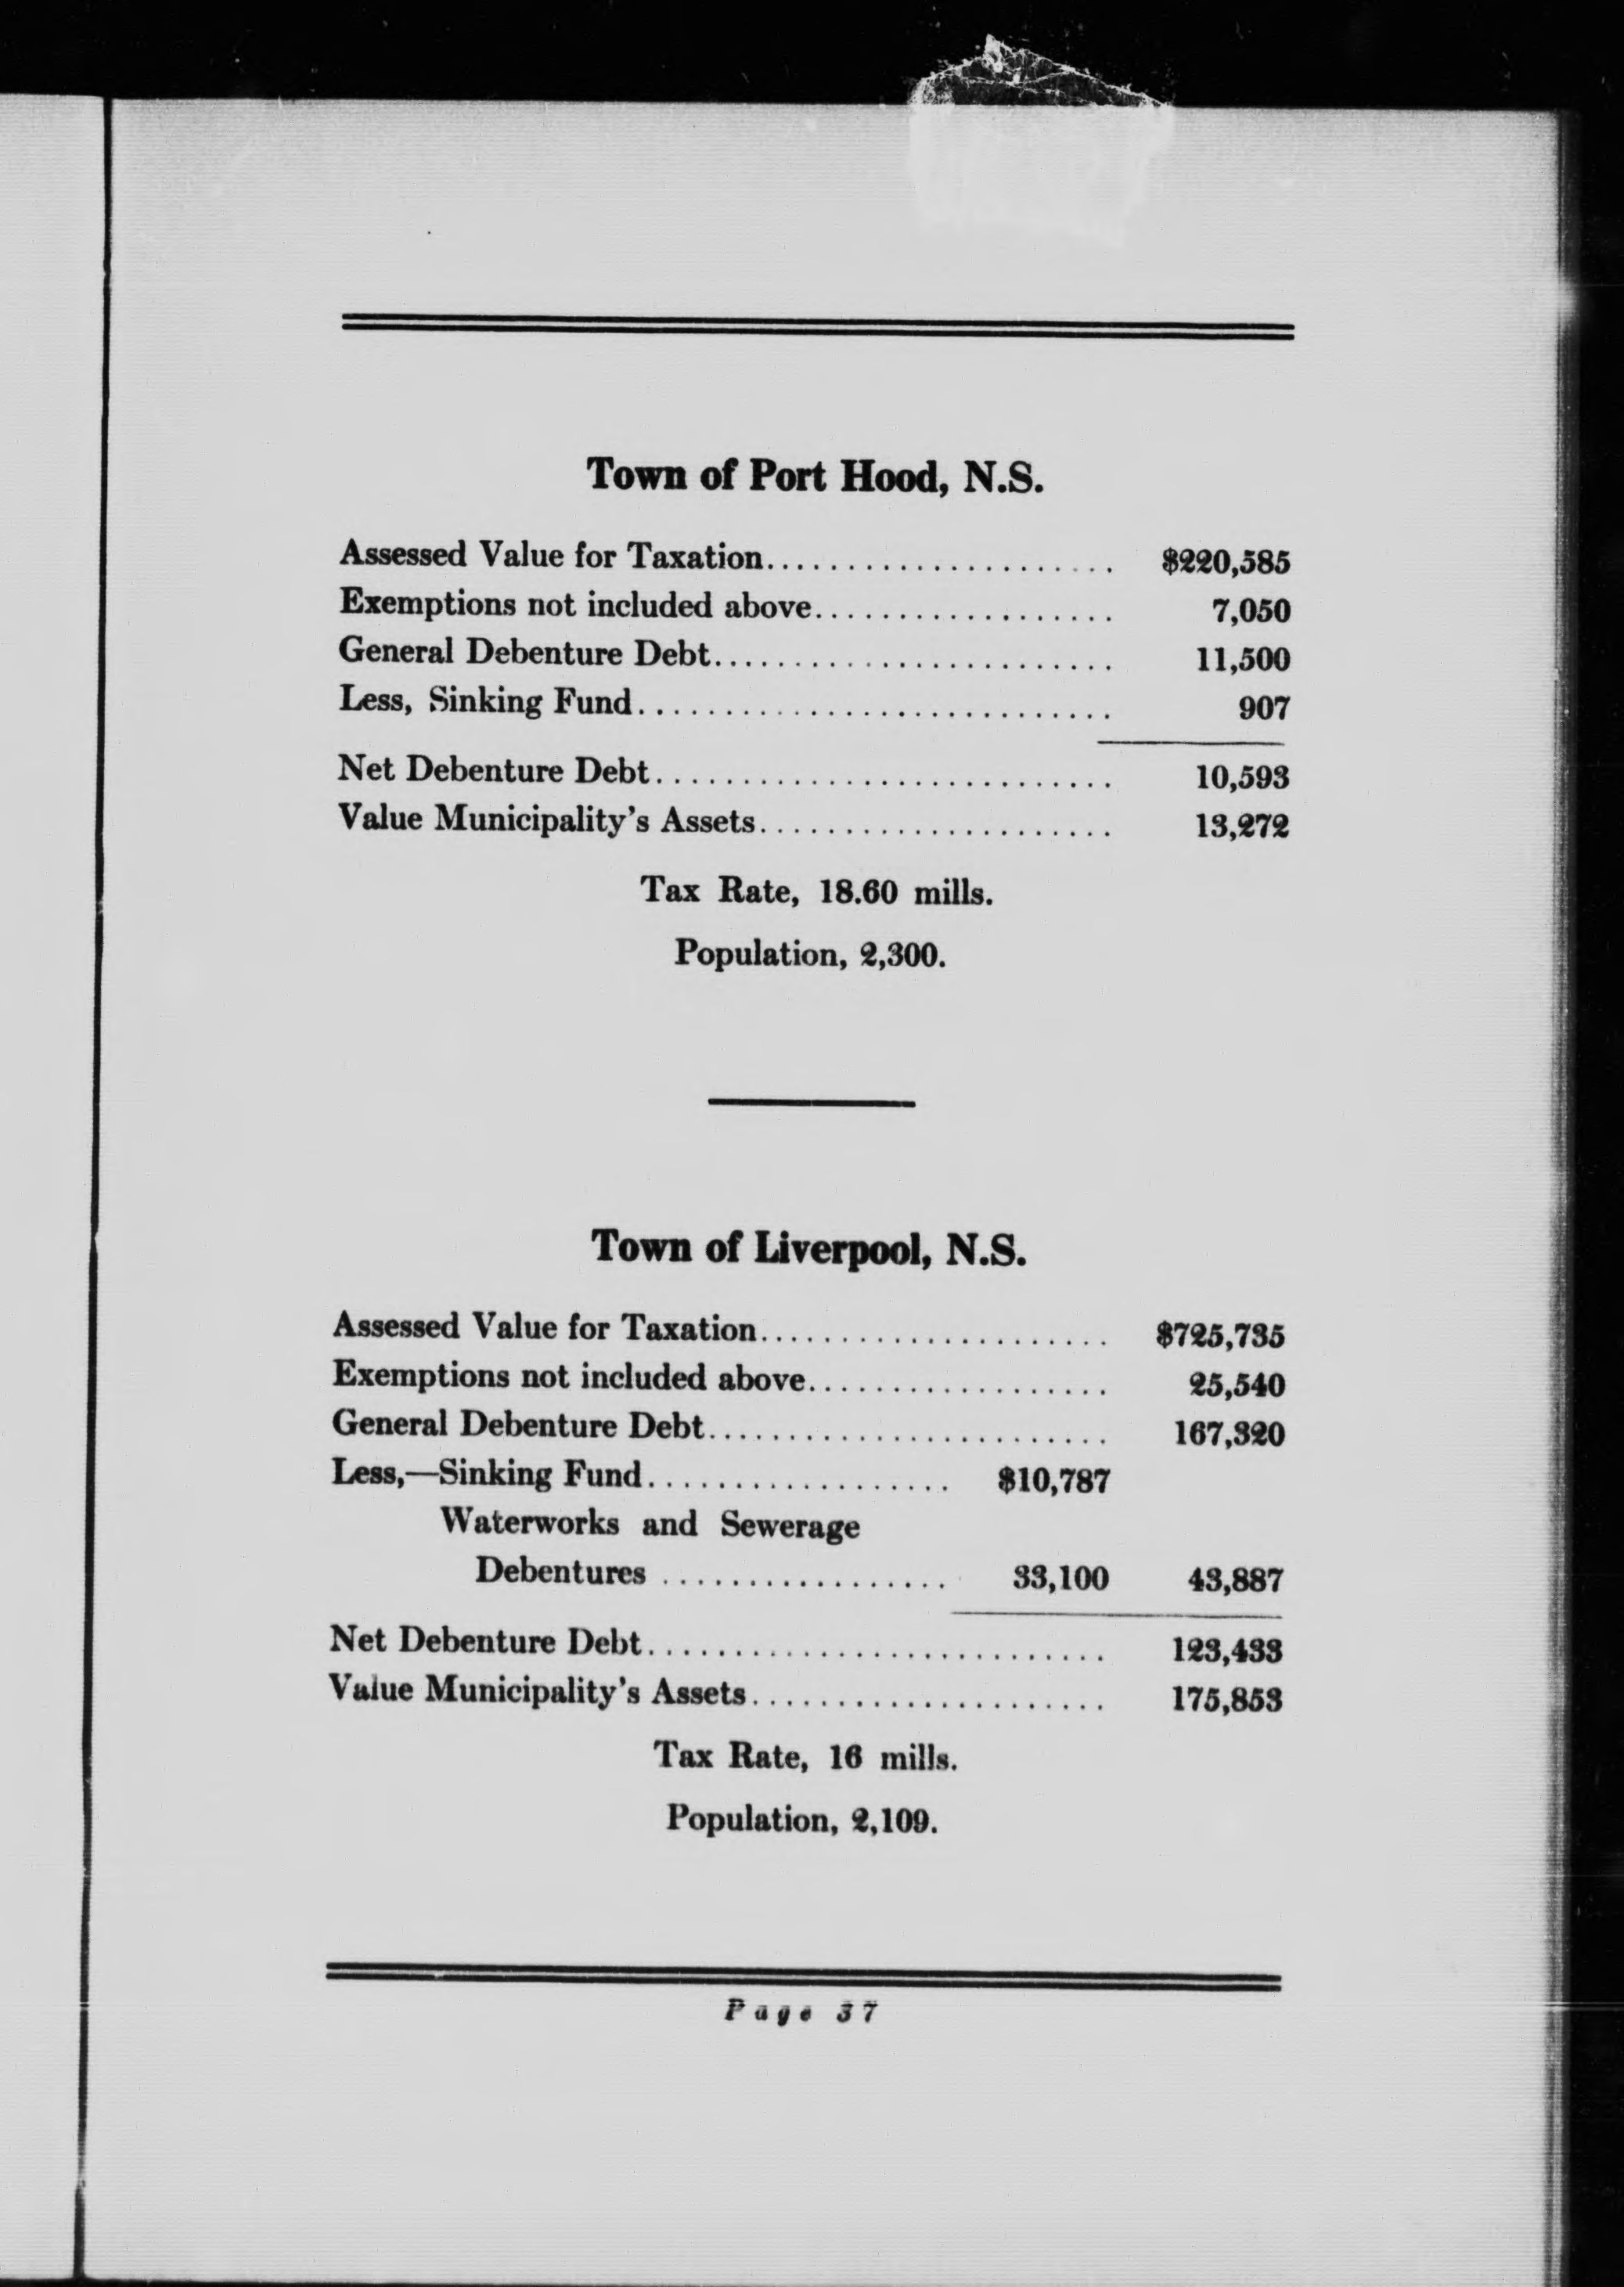 Town of Port Hood, N.S.
Assessed Value for Taxation...................... $220,585
Exemptions not included above................... 7,050
General Debenture Debt......................... 11,500
Less, Sinking Fund............................. 907
Net Debenture Debt............................ 10,593
Value Municipality's Assets...................... 13,272
Tax Rate, 18.60 mills.
Population, 2,300.
Town of Liverpool, N.S.
Assessed Value for Taxation...................... $725,735
Exemptions not included above................... 25,540
General Debenture Debt......................... 167,320
Less,—Sinking Fund................... $10,787
Waterworks and Sewerage
Debentures ................. 33,100 43,887
Net Debenture Debt............................ 123,433
Value Municipality's Assets...................... 175,853
Tax Rate, 16 mills.
Population, 2,109.
Page 37